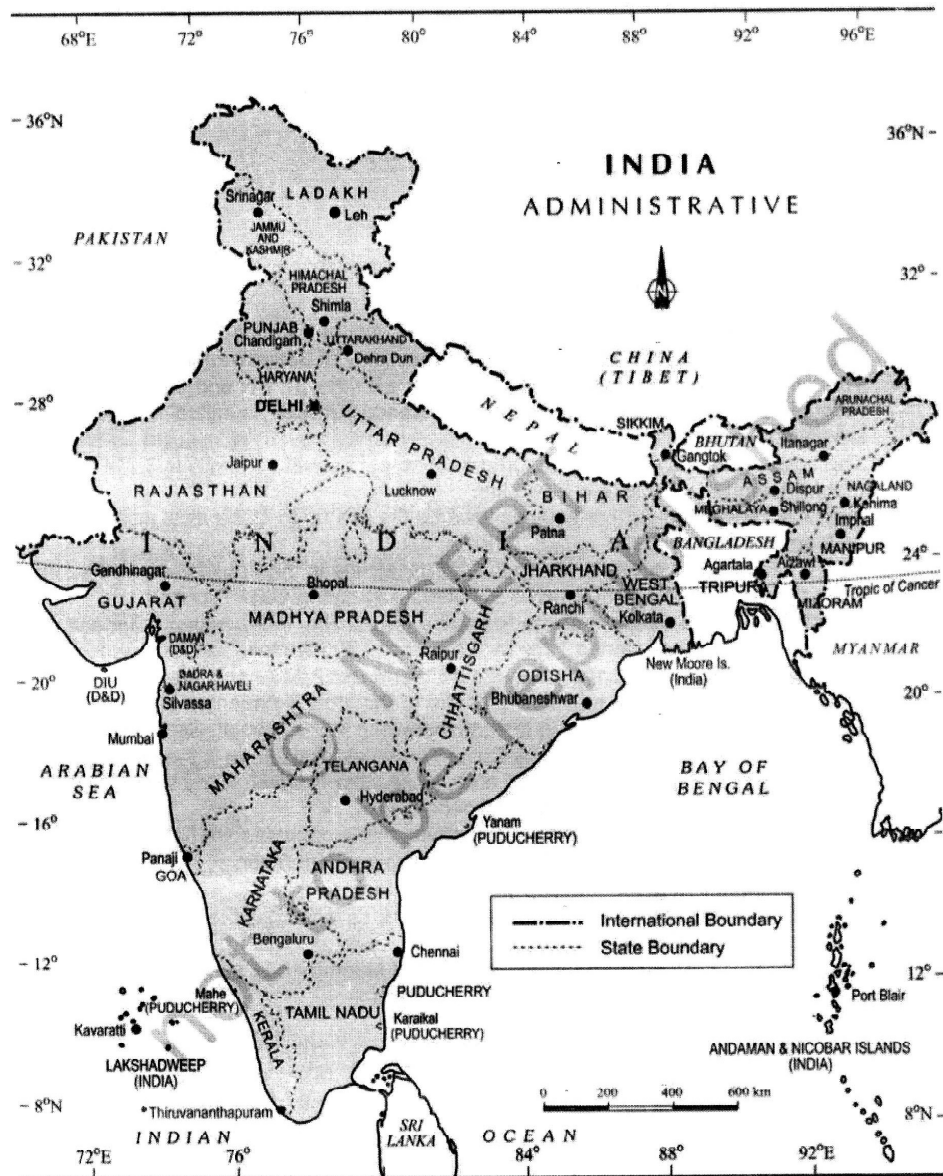 68°E 72° 76° 80° 84° 88° 92° 96°E
36°N 36°N
INDIA
ADMINISTRATIVE
LADAKH
Srinagar
Leh
JAMMU
AND
KASHMIR
PAKISTAN
32° 32°
HIMACHAL
PRADESH
Shimla
PUNJAB
Chandigarh
UTTARAKHAND
Dehra Dun
CHINA
(TIBET)
HARYANA
DELHI
28° 28°
NEPAL
SIKKIM
Gangtok
BHUTAN
ARUNACHAL
PRADESH
Itanagar
UTTAR PRADESH
Jaipur
RAJASTHAN
Lucknow
BIHAR
Patna
ASSAM
Dispur
NAGALAND
Kohima
MEGHALAYA
Shillong
Imphal
MANIPUR
INDIA
BANGLADESH
24°
Gandhinagar
GUJARAT
Bhopal
MADHYA PRADESH
JHARKHAND
Ranchi
WEST
BENGAL
Kolkata
Agartala
TRIPURA
Aizawl
MIZORAM
Tropic of Cancer
DAMAN
(D&D)
DIU
(D&D)
DADRA &
NAGAR HAVELI
Silvassa
Raipur
CHHATTISGARH
ODISHA
Bhubaneshwar
New Moore Is.
(India)
MYANMAR
20° 20°
Mumbai
MAHARASHTRA
ARABIAN
SEA
TELANGANA
Hyderabad
BAY OF
BENGAL
16°
Yanam
(PUDUCHERRY)
Panaji
GOA
KARNATAKA
ANDHRA
PRADESH
International Boundary
State Boundary
Bengaluru
Chennai
12° 12°
Mahe
(PUDUCHERRY)
PUDUCHERRY
Port Blair
Kavaratti
TAMIL NADU
KERALA
Karaikal
(PUDUCHERRY)
LAKSHADWEEP
(INDIA)
ANDAMAN & NICOBAR ISLANDS
(INDIA)
0 200 400 600 km
8°N 8°N
Thiruvananthapuram
SRI
LANKA
INDIAN OCEAN
72°E 76° 80° 84° 88° 92°E
N
© NCERT
not to be republished